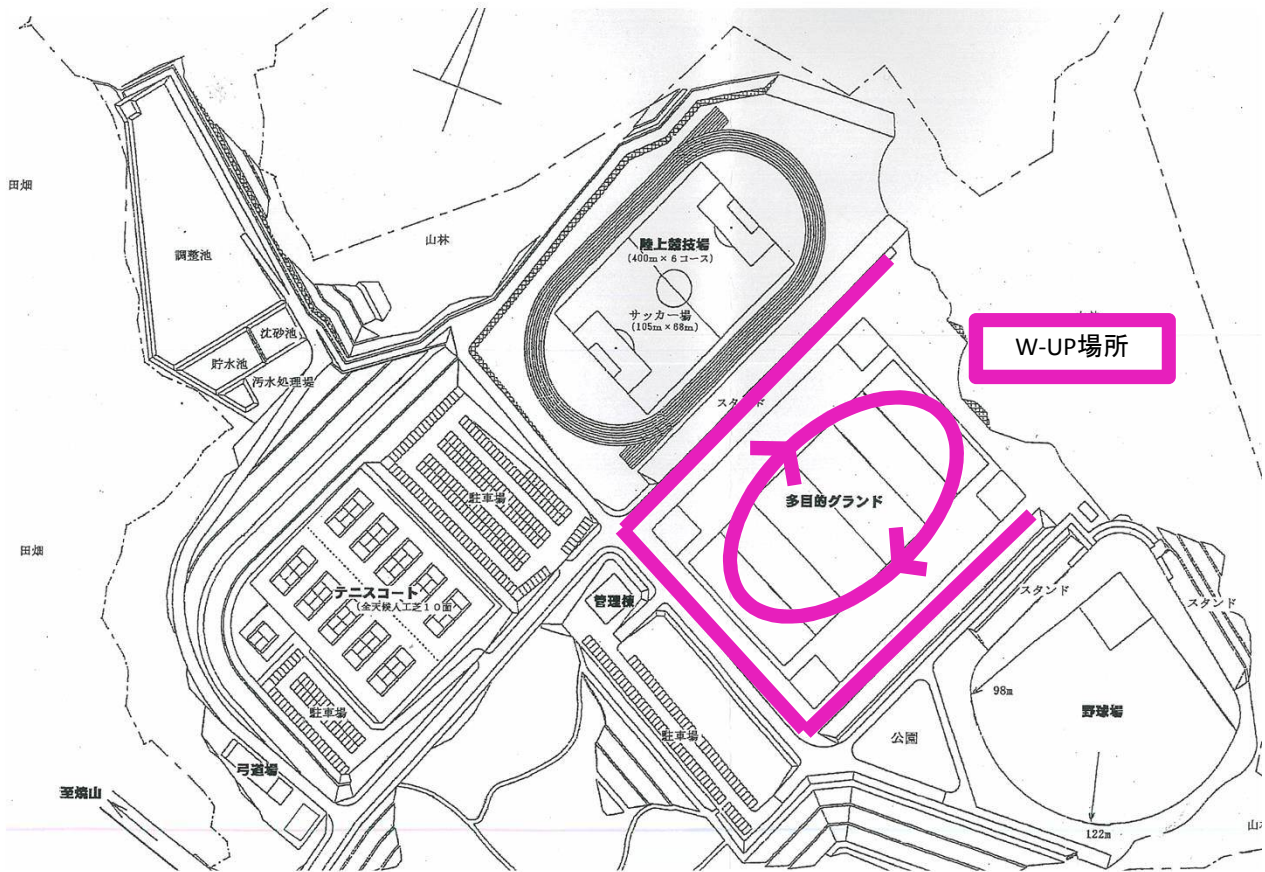 田畑
山林
調整池
陸上競技場
(400m×6コース)
サッカー場
(105m×68m)
沈砂池
貯水池
汚水処理場
W-UP場所
スタンド
駐車場
多目的グランド
田畑
テニスコート
(全天候人工芝10面
管理棟
スタンド
スタンド
98m
野球場
駐車場
駐車場
公園
弓道場
至焼山
122m